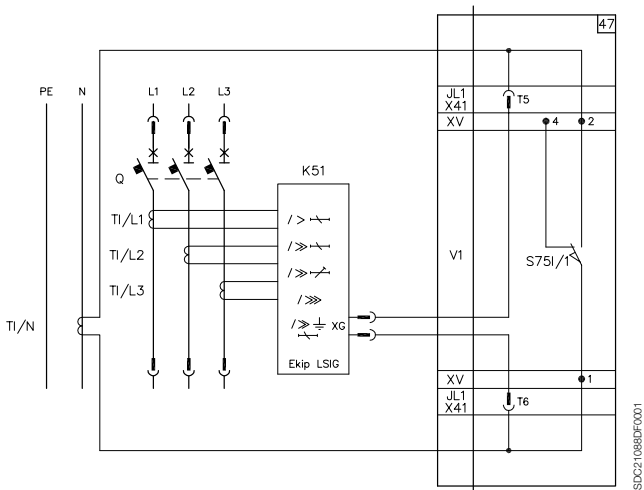 47
PE N L1 L2 L3
JL1
X41
T5
XV 4 2
K51
Q
TI/L1
TI/L2
TI/L3
TI/N
V1
S75I/1
/ >
/ ≫
/ ≫
/ ⋙
/ ≫ XG
Ekip LSIG
XV 1
JL1
X41
T6
SDC21088DF0001